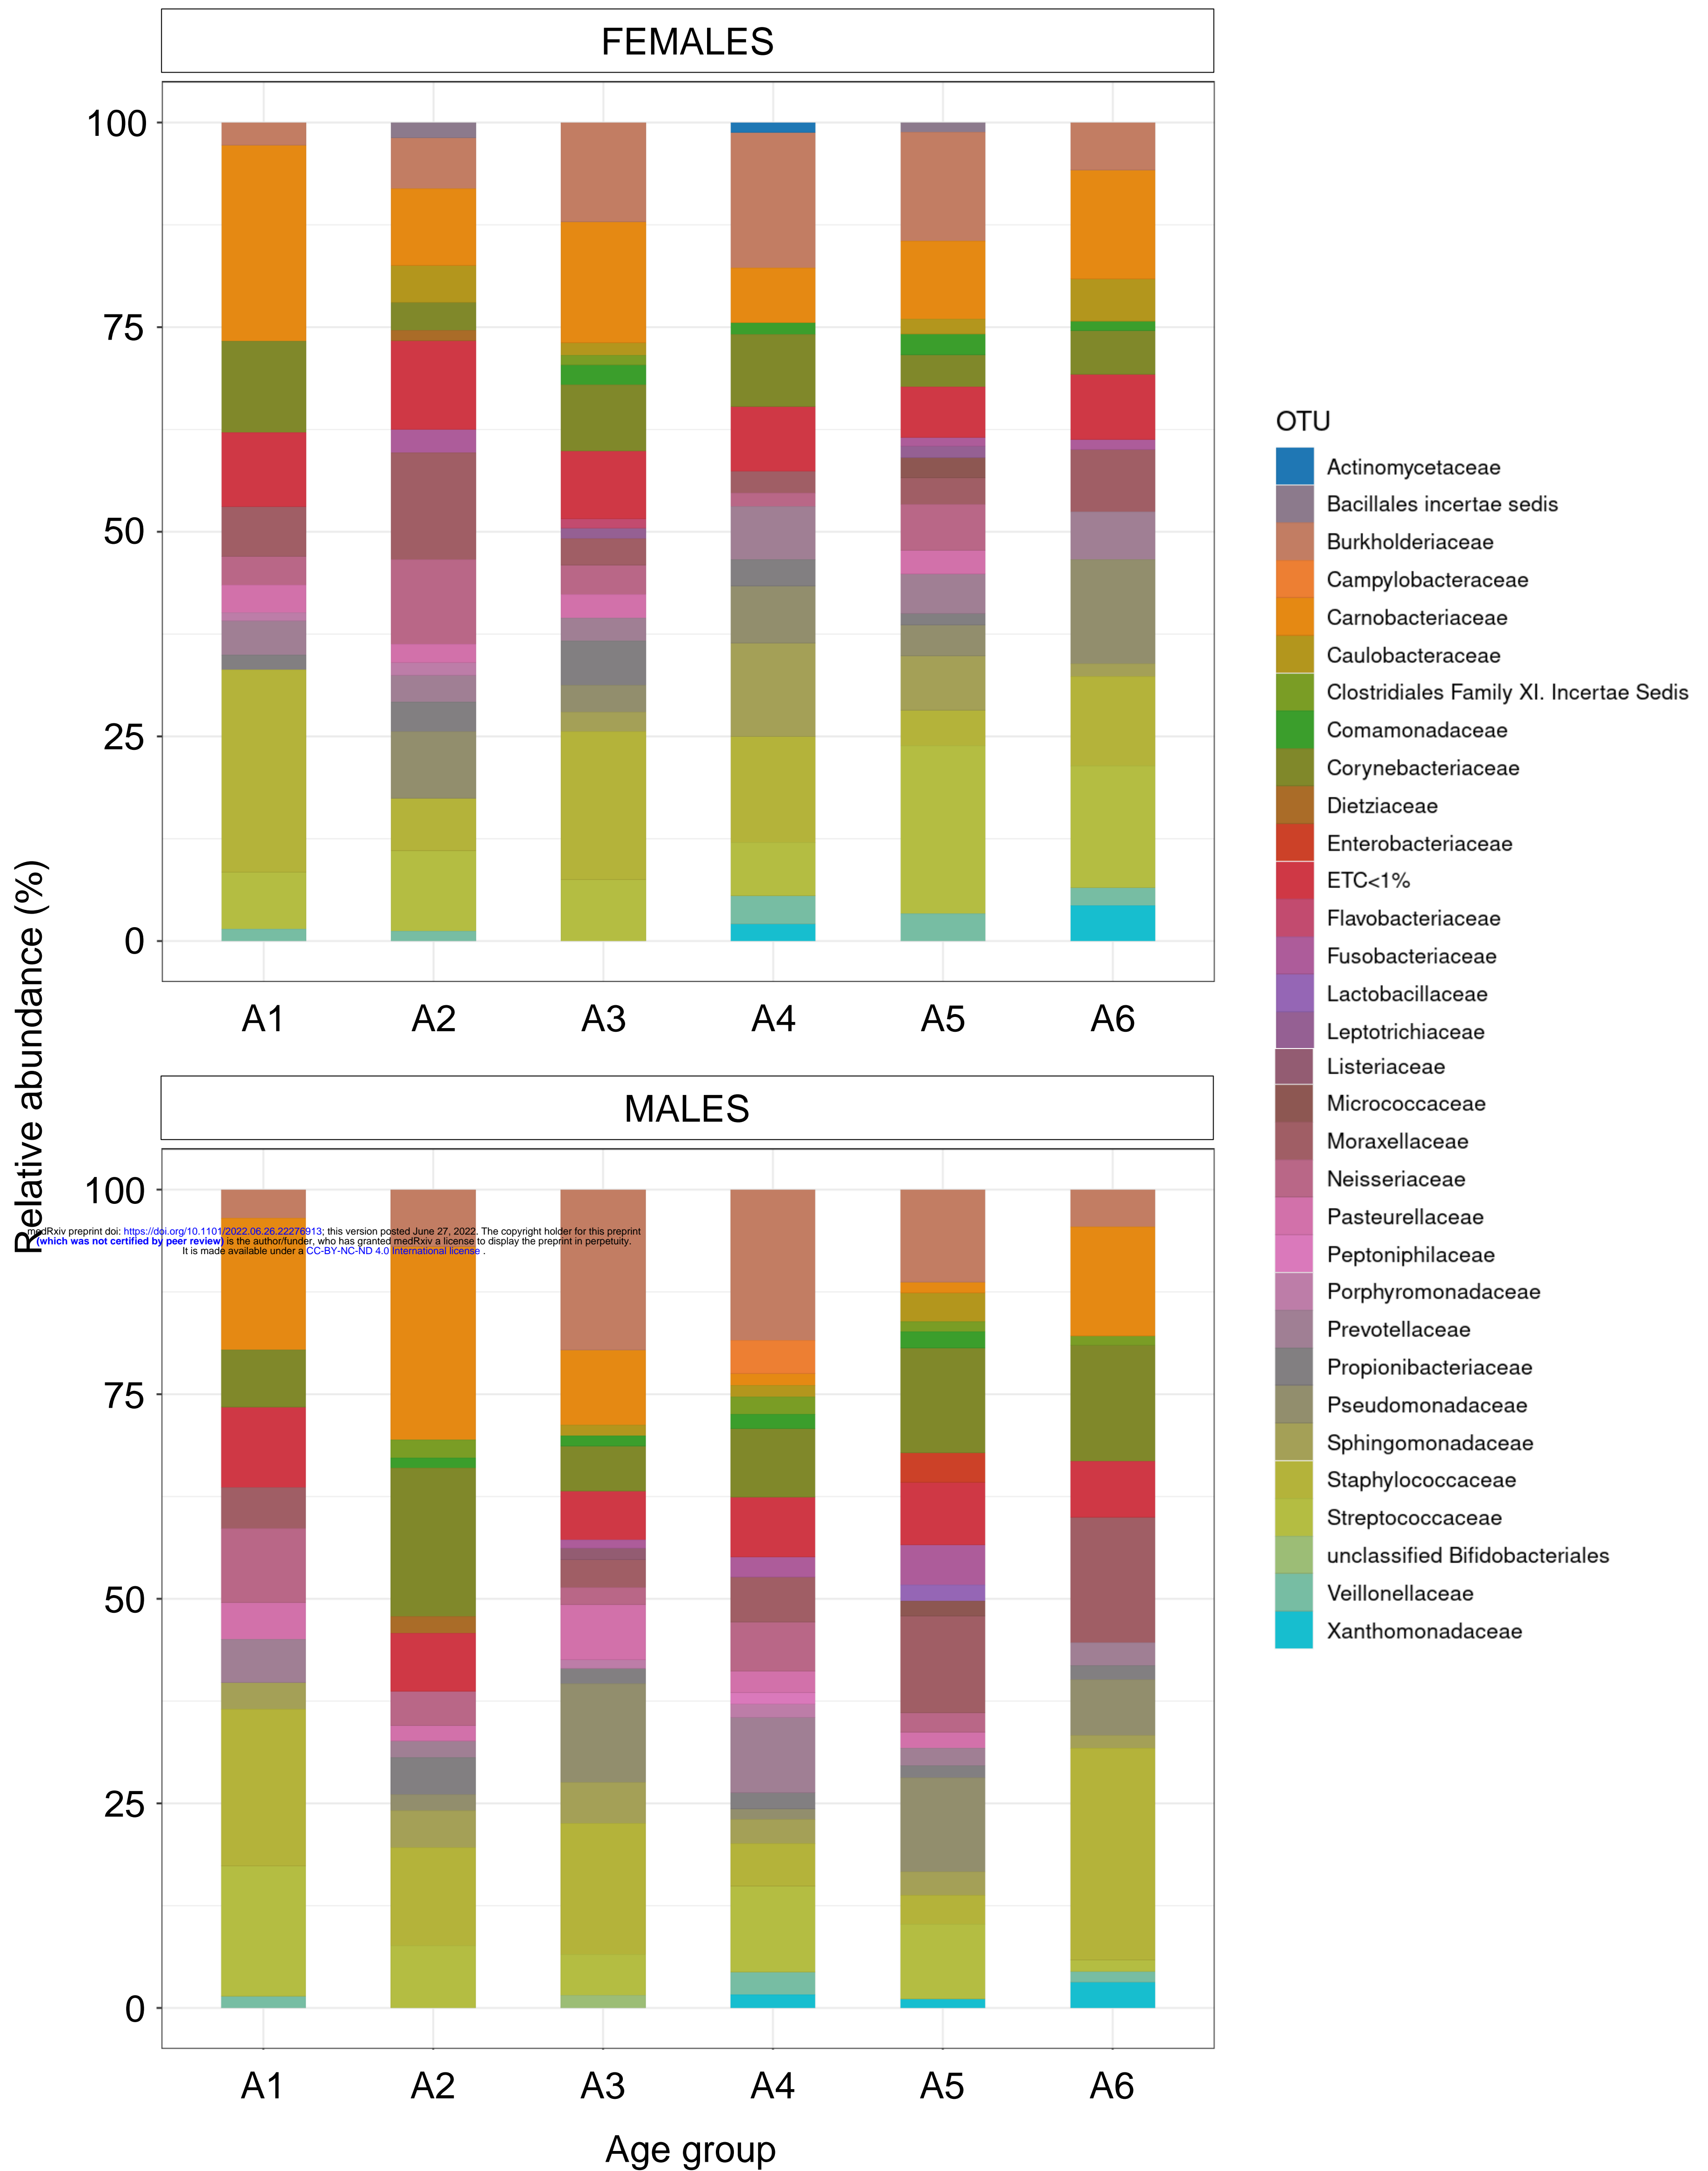 FEMALES
100
75
50
25
0
A1 A2 A3 A4 A5 A6
Relative abundance (%)
MALES
100
75
50
25
0
medRxiv preprint doi: https://doi.org/10.1101/2022.06.26.22276913; this version posted June 27, 2022. The copyright holder for this preprint
(which was not certified by peer review) is the author/funder, who has granted medRxiv a license to display the preprint in perpetuity.
It is made available under a CC-BY-NC-ND 4.0 International license .
A1 A2 A3 A4 A5 A6
Age group
OTU
Actinomycetaceae
Bacillales incertae sedis
Burkholderiaceae
Campylobacteraceae
Carnobacteriaceae
Caulobacteraceae
Clostridiales Family XI. Incertae Sedis
Comamonadaceae
Corynebacteriaceae
Dietziaceae
Enterobacteriaceae
ETC<1%
Flavobacteriaceae
Fusobacteriaceae
Lactobacillaceae
Leptotrichiaceae
Listeriaceae
Micrococcaceae
Moraxellaceae
Neisseriaceae
Pasteurellaceae
Peptoniphilaceae
Porphyromonadaceae
Prevotellaceae
Propionibacteriaceae
Pseudomonadaceae
Sphingomonadaceae
Staphylococcaceae
Streptococcaceae
unclassified Bifidobacteriales
Veillonellaceae
Xanthomonadaceae